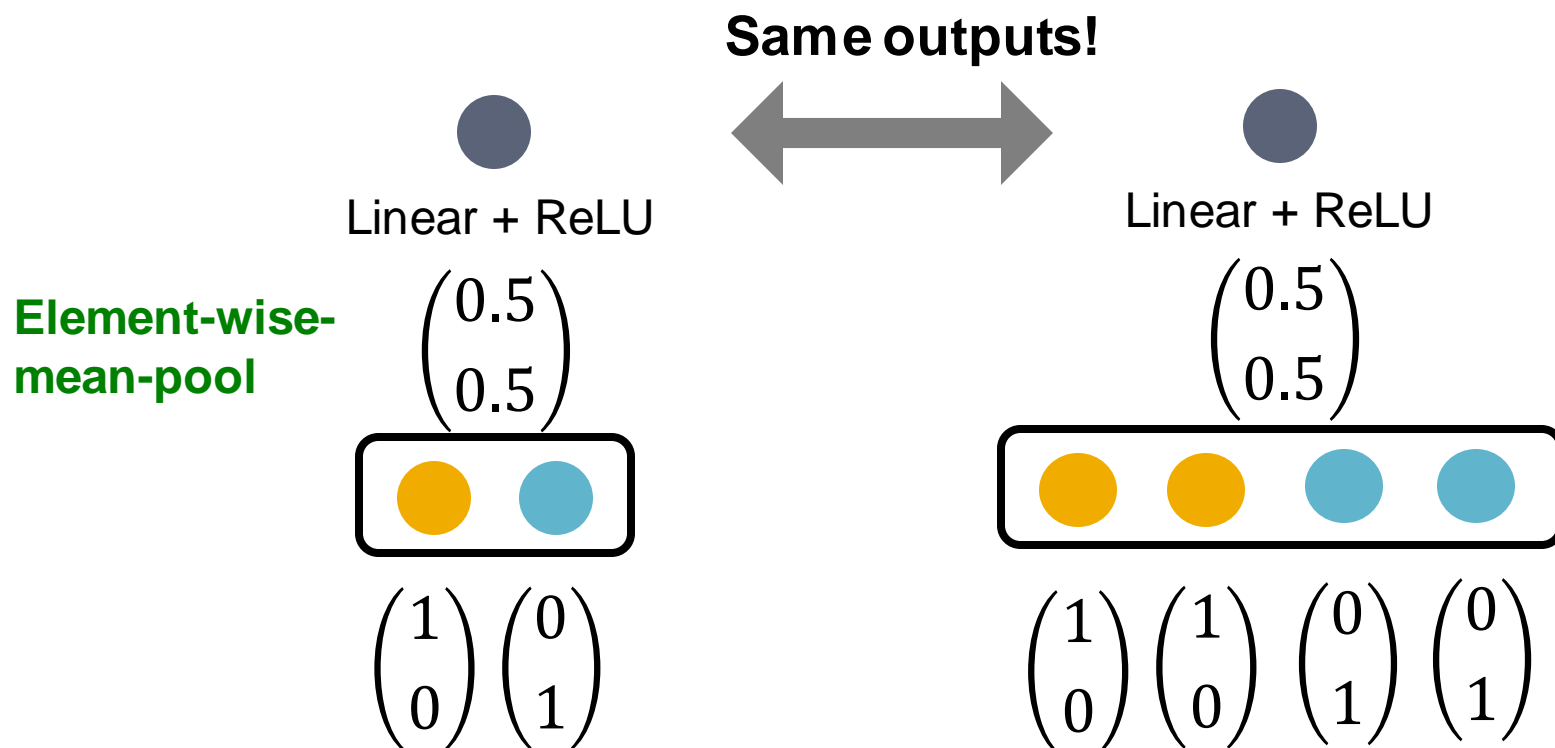 Same outputs!
Linear + ReLU
Linear + ReLU
Element-wise-
mean-pool
0.5 0.5
0.5 0.5
1 0 1 1 0 0
0 1 0 0 1 1